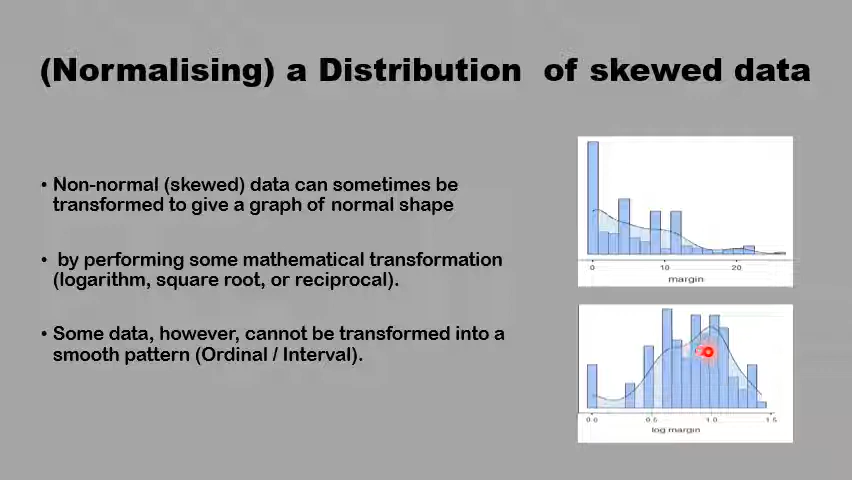 (Normalising) a Distribution of skewed data
• Non-normal (skewed) data can sometimes be
transformed to give a graph of normal shape
• by performing some mathematical transformation
(logarithm, square root, or reciprocal).
• Some data, however, cannot be transformed into a
smooth pattern (Ordinal / Interval).
0 10 20
margin
0.0 0.5 1.0 1.5
log margin